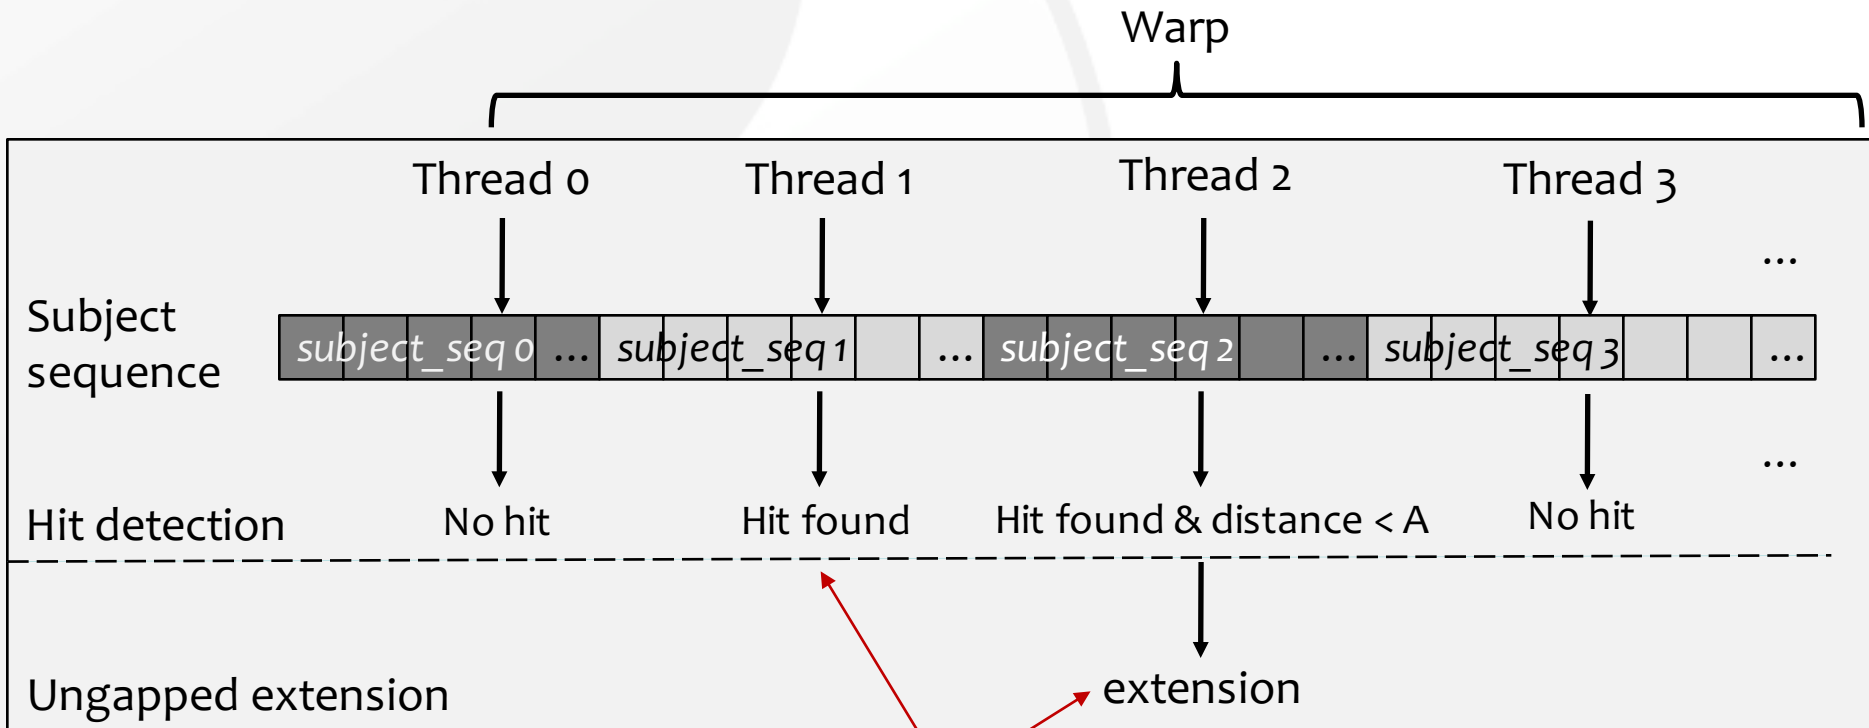 Warp
Thread 0 Thread 1 Thread 2 Thread 3
...
Subject
sequence
subject_seq 0 ... subject_seq 1 ... subject_seq 2 ... subject_seq 3 ...
...
Hit detection No hit Hit found Hit found & distance < A No hit
Ungapped extension extension